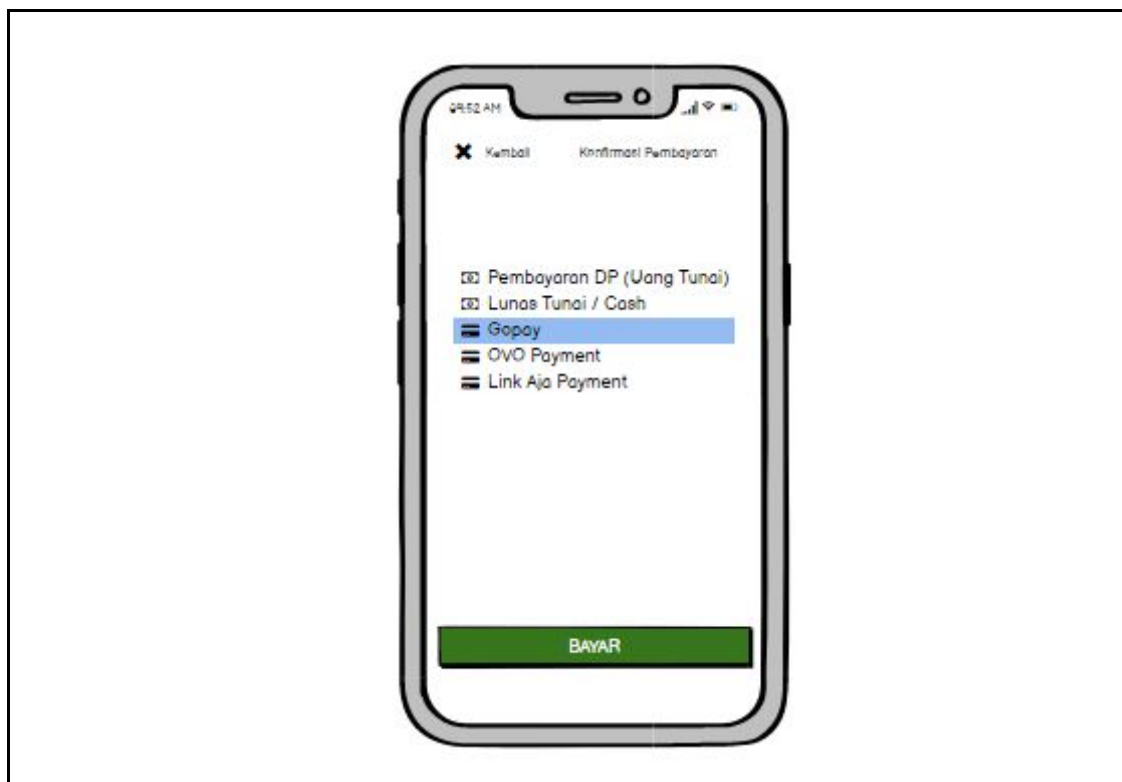 09:52 AM
Kembali Konfirmasi Pembayaran
Pembayaran DP (Uang Tunai)
Lunas Tunai / Cash
Gopay
OVO Payment
Link Aja Payment
BAYAR